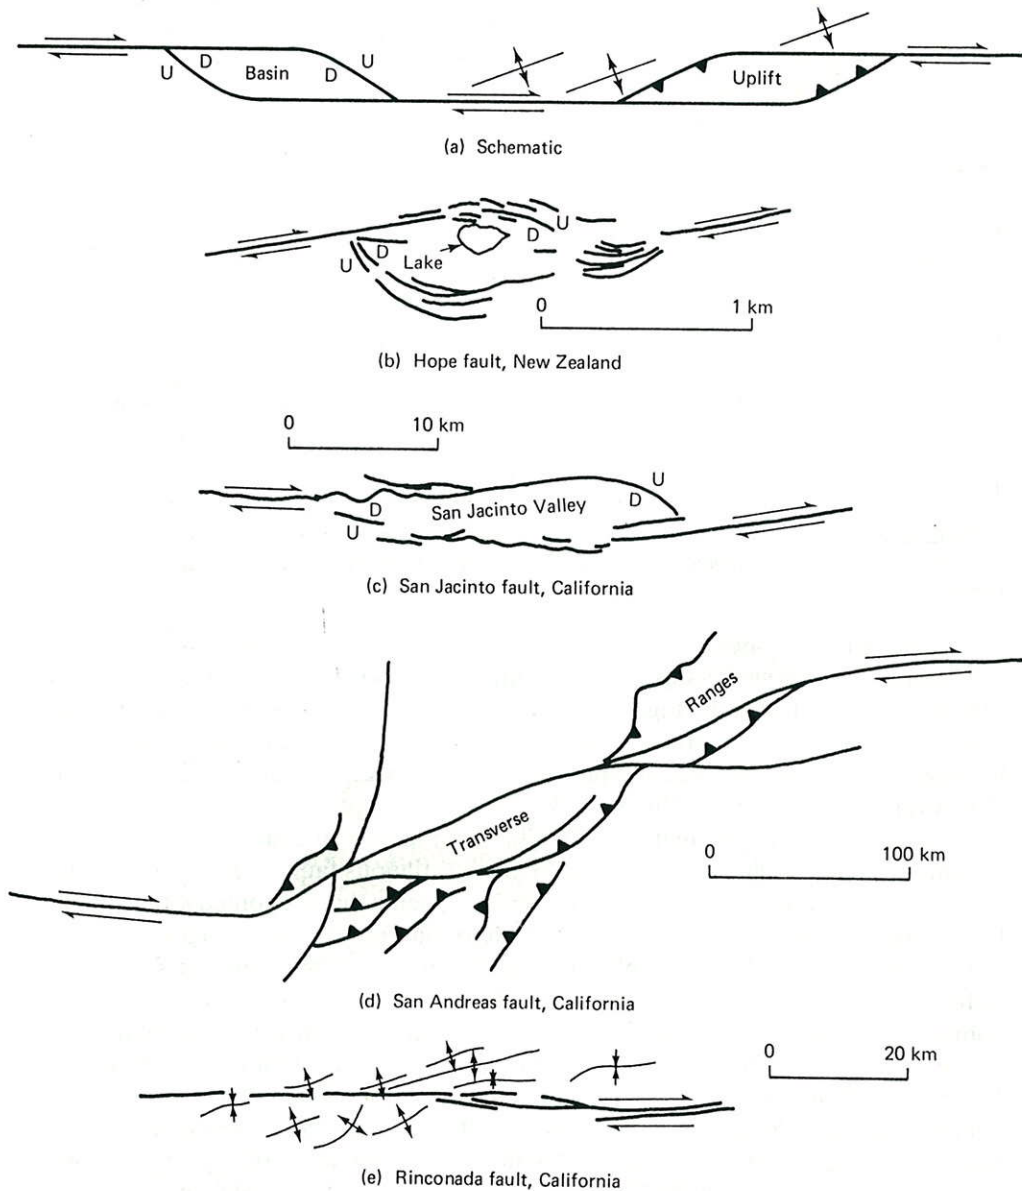 U D Basin D U
Uplift
(a) Schematic
U
D
D
U
Lake
0 1 km
(b) Hope fault, New Zealand
0 10 km
U
D
D
San Jacinto Valley
U
(c) San Jacinto fault, California
Ranges
Transverse
0 100 km
(d) San Andreas fault, California
0 20 km
(e) Rinconada fault, California